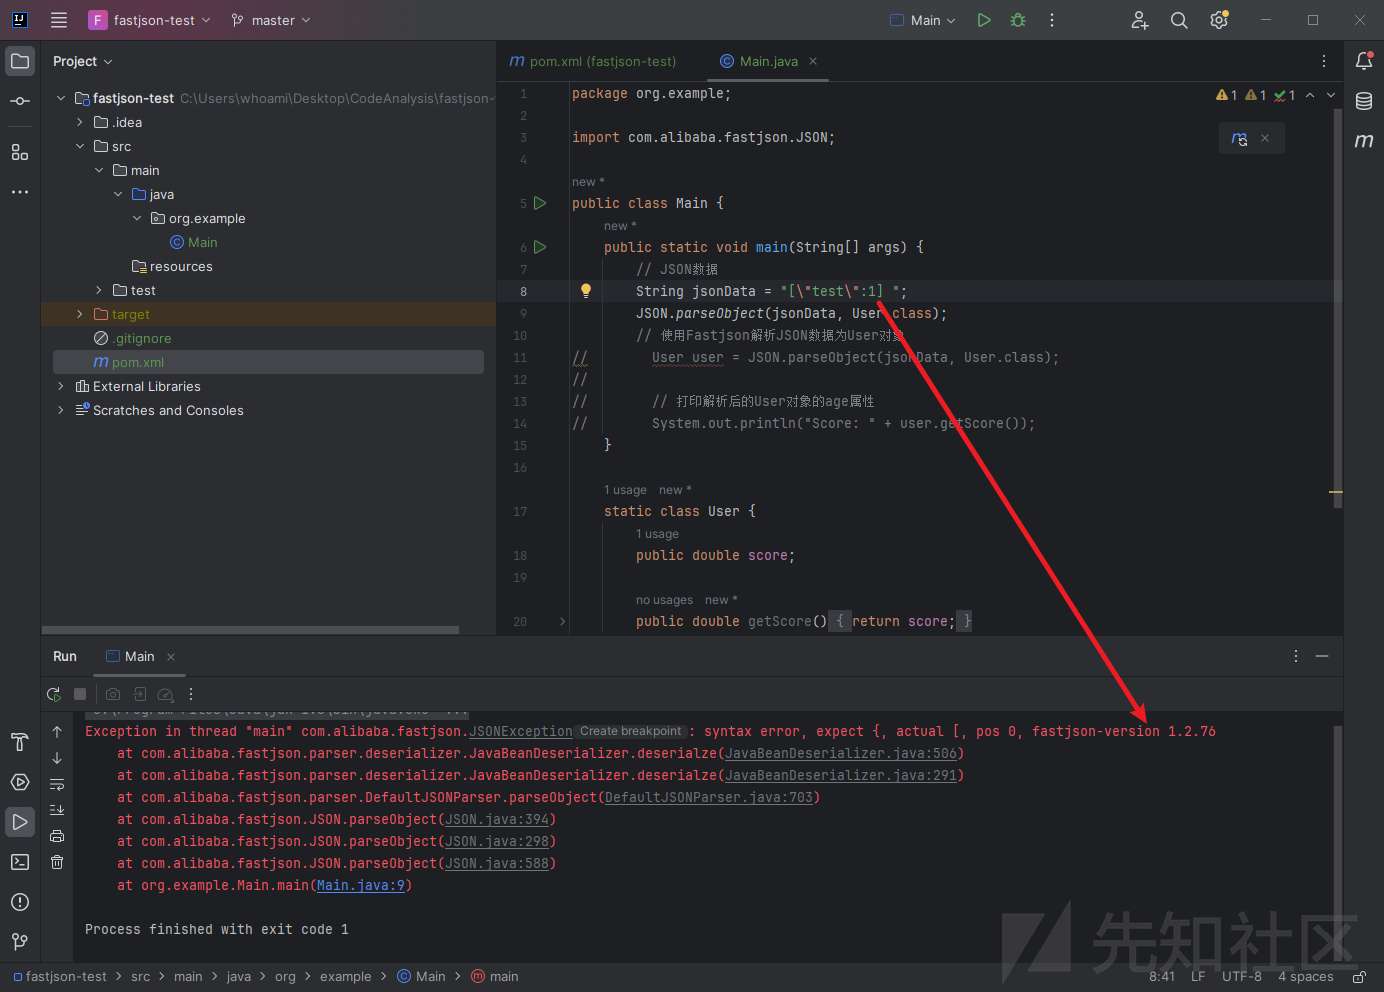 F fastjson-test master Main
Project
fastjson-test C:\Users\whoami\Desktop\CodeAnalysis\fastjson-
.idea
src
main
java
org.example
Main
resources
test
target
.gitignore
pom.xml
External Libraries
Scratches and Consoles
pom.xml (fastjson-test) Main.java
1 package org.example; 1 1 1
2
3 import com.alibaba.fastjson.JSON;
4
new *
5 public class Main {
new *
6 public static void main(String[] args) {
7 // JSON数据
8 String jsonData = "[\"test\":1] ";
9 JSON.parseObject(jsonData, User.class);
10 // 使用Fastjson解析JSON数据为User对象
11 // User user = JSON.parseObject(jsonData, User.class);
12 //
13 // // 打印解析后的User对象的age属性
14 // System.out.println("Score: " + user.getScore());
15 }
16
1 usage new *
17 static class User {
1 usage
18 public double score;
19
no usages new *
20 public double getScore() { return score; }
Run Main
Exception in thread "main" com.alibaba.fastjson.JSONException Create breakpoint : syntax error, expect {, actual [, pos 0, fastjson-version 1.2.76
at com.alibaba.fastjson.parser.deserializer.JavaBeanDeserializer.deserialze(JavaBeanDeserializer.java:506)
at com.alibaba.fastjson.parser.deserializer.JavaBeanDeserializer.deserialze(JavaBeanDeserializer.java:291)
at com.alibaba.fastjson.parser.DefaultJSONParser.parseObject(DefaultJSONParser.java:703)
at com.alibaba.fastjson.JSON.parseObject(JSON.java:394)
at com.alibaba.fastjson.JSON.parseObject(JSON.java:298)
at com.alibaba.fastjson.JSON.parseObject(JSON.java:588)
at org.example.Main.main(Main.java:9)
Process finished with exit code 1
先知社区
fastjson-test > src > main > java > org > example > Main > main 8:41 LF UTF-8 4 spaces